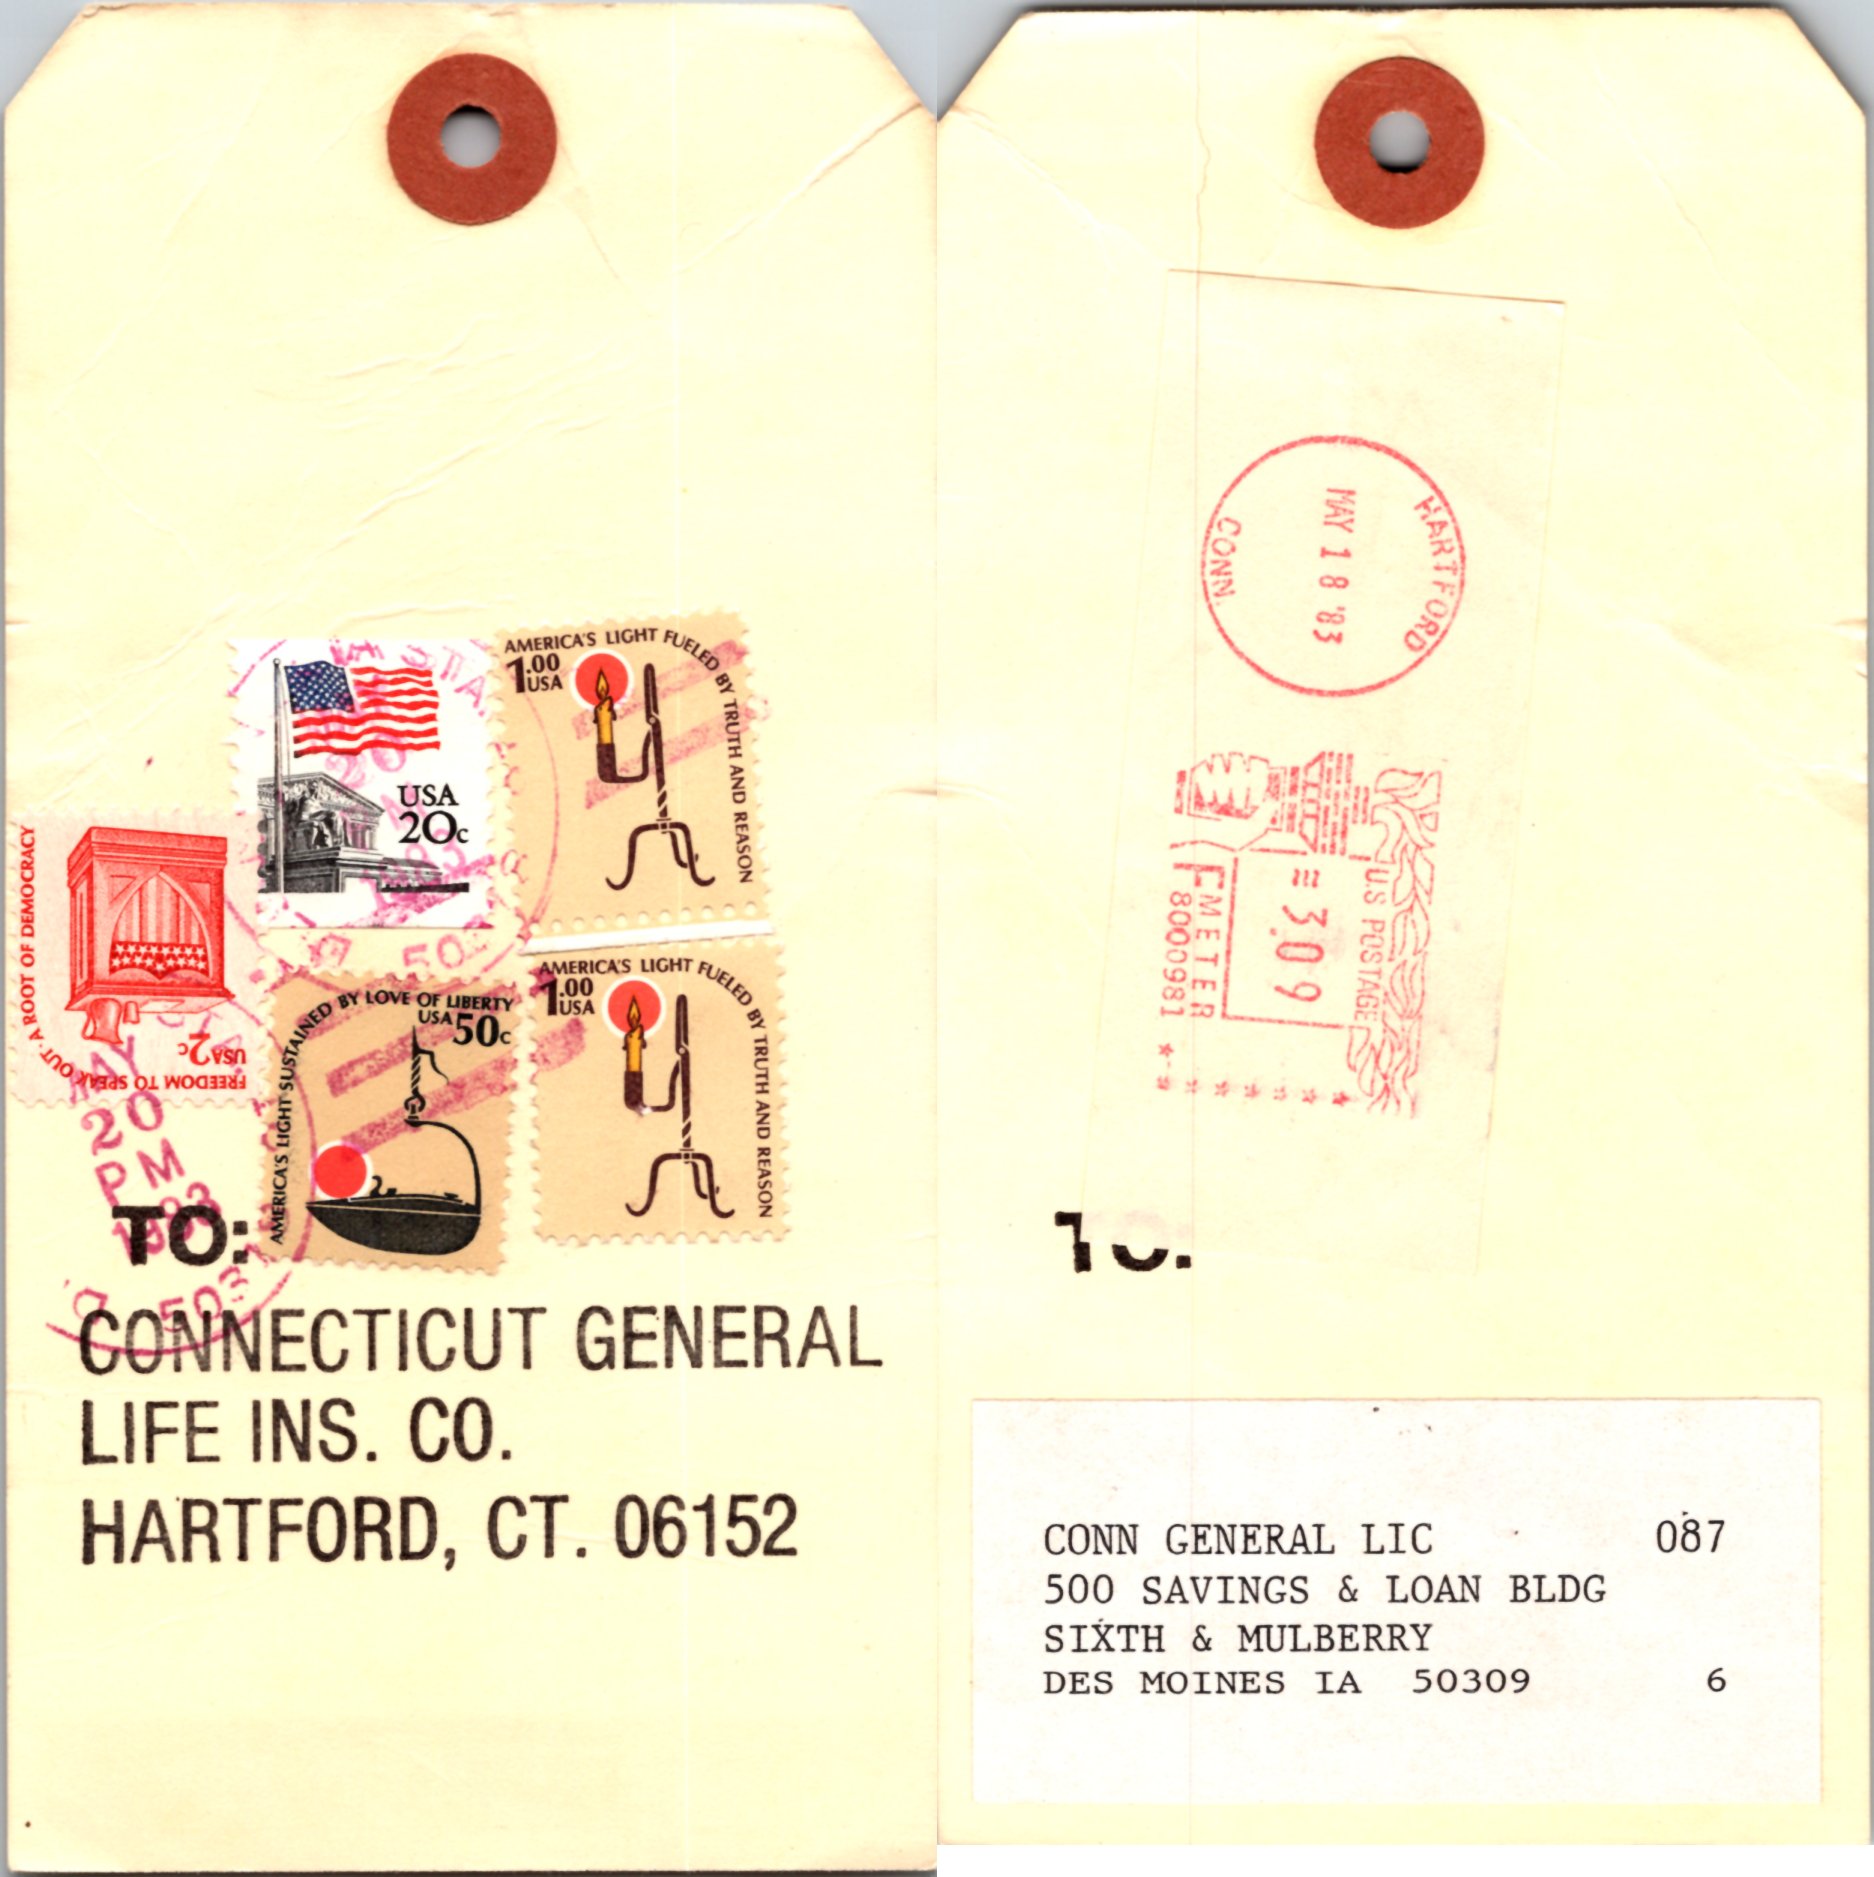 USA
20c
AMERICA'S LIGHT FUELED BY TRUTH AND REASON
1.00
USA
FREEDOM TO SPEAK OUT · A ROOT OF DEMOCRACY
USA 2c
AMERICA'S LIGHT SUSTAINED BY LOVE OF LIBERTY
USA 50c
AMERICA'S LIGHT FUELED BY TRUTH AND REASON
1.00
USA
MAY
20
PM
1983
TO:
CONNECTICUT GENERAL
LIFE INS. CO.
HARTFORD, CT. 06152
HARTFORD
MAY 18 '83
CONN.
U.S. POSTAGE
3.09
METER
8000981
TO:
CONN GENERAL LIC 087
500 SAVINGS & LOAN BLDG
SIXTH & MULBERRY
DES MOINES IA 50309 6